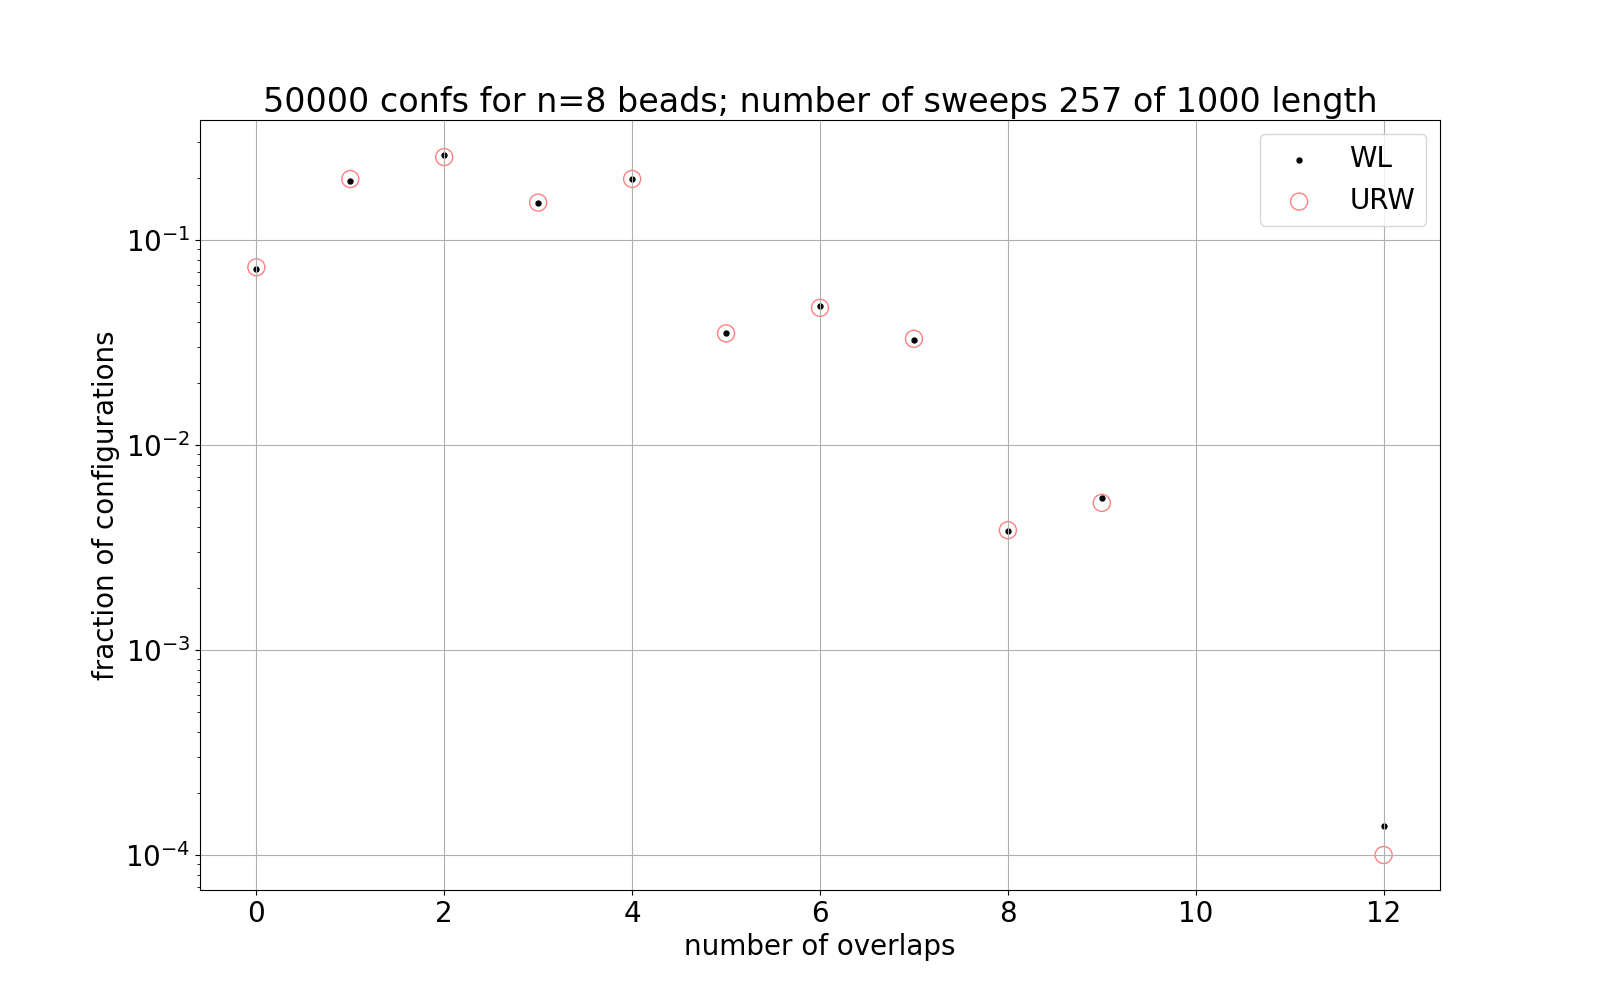 50000 confs for n=8 beads; number of sweeps 257 of 1000 length
WL
URW
fraction of configurations
10⁻¹
10⁻²
10⁻³
10⁻⁴
0 2 4 6 8 10 12
number of overlaps